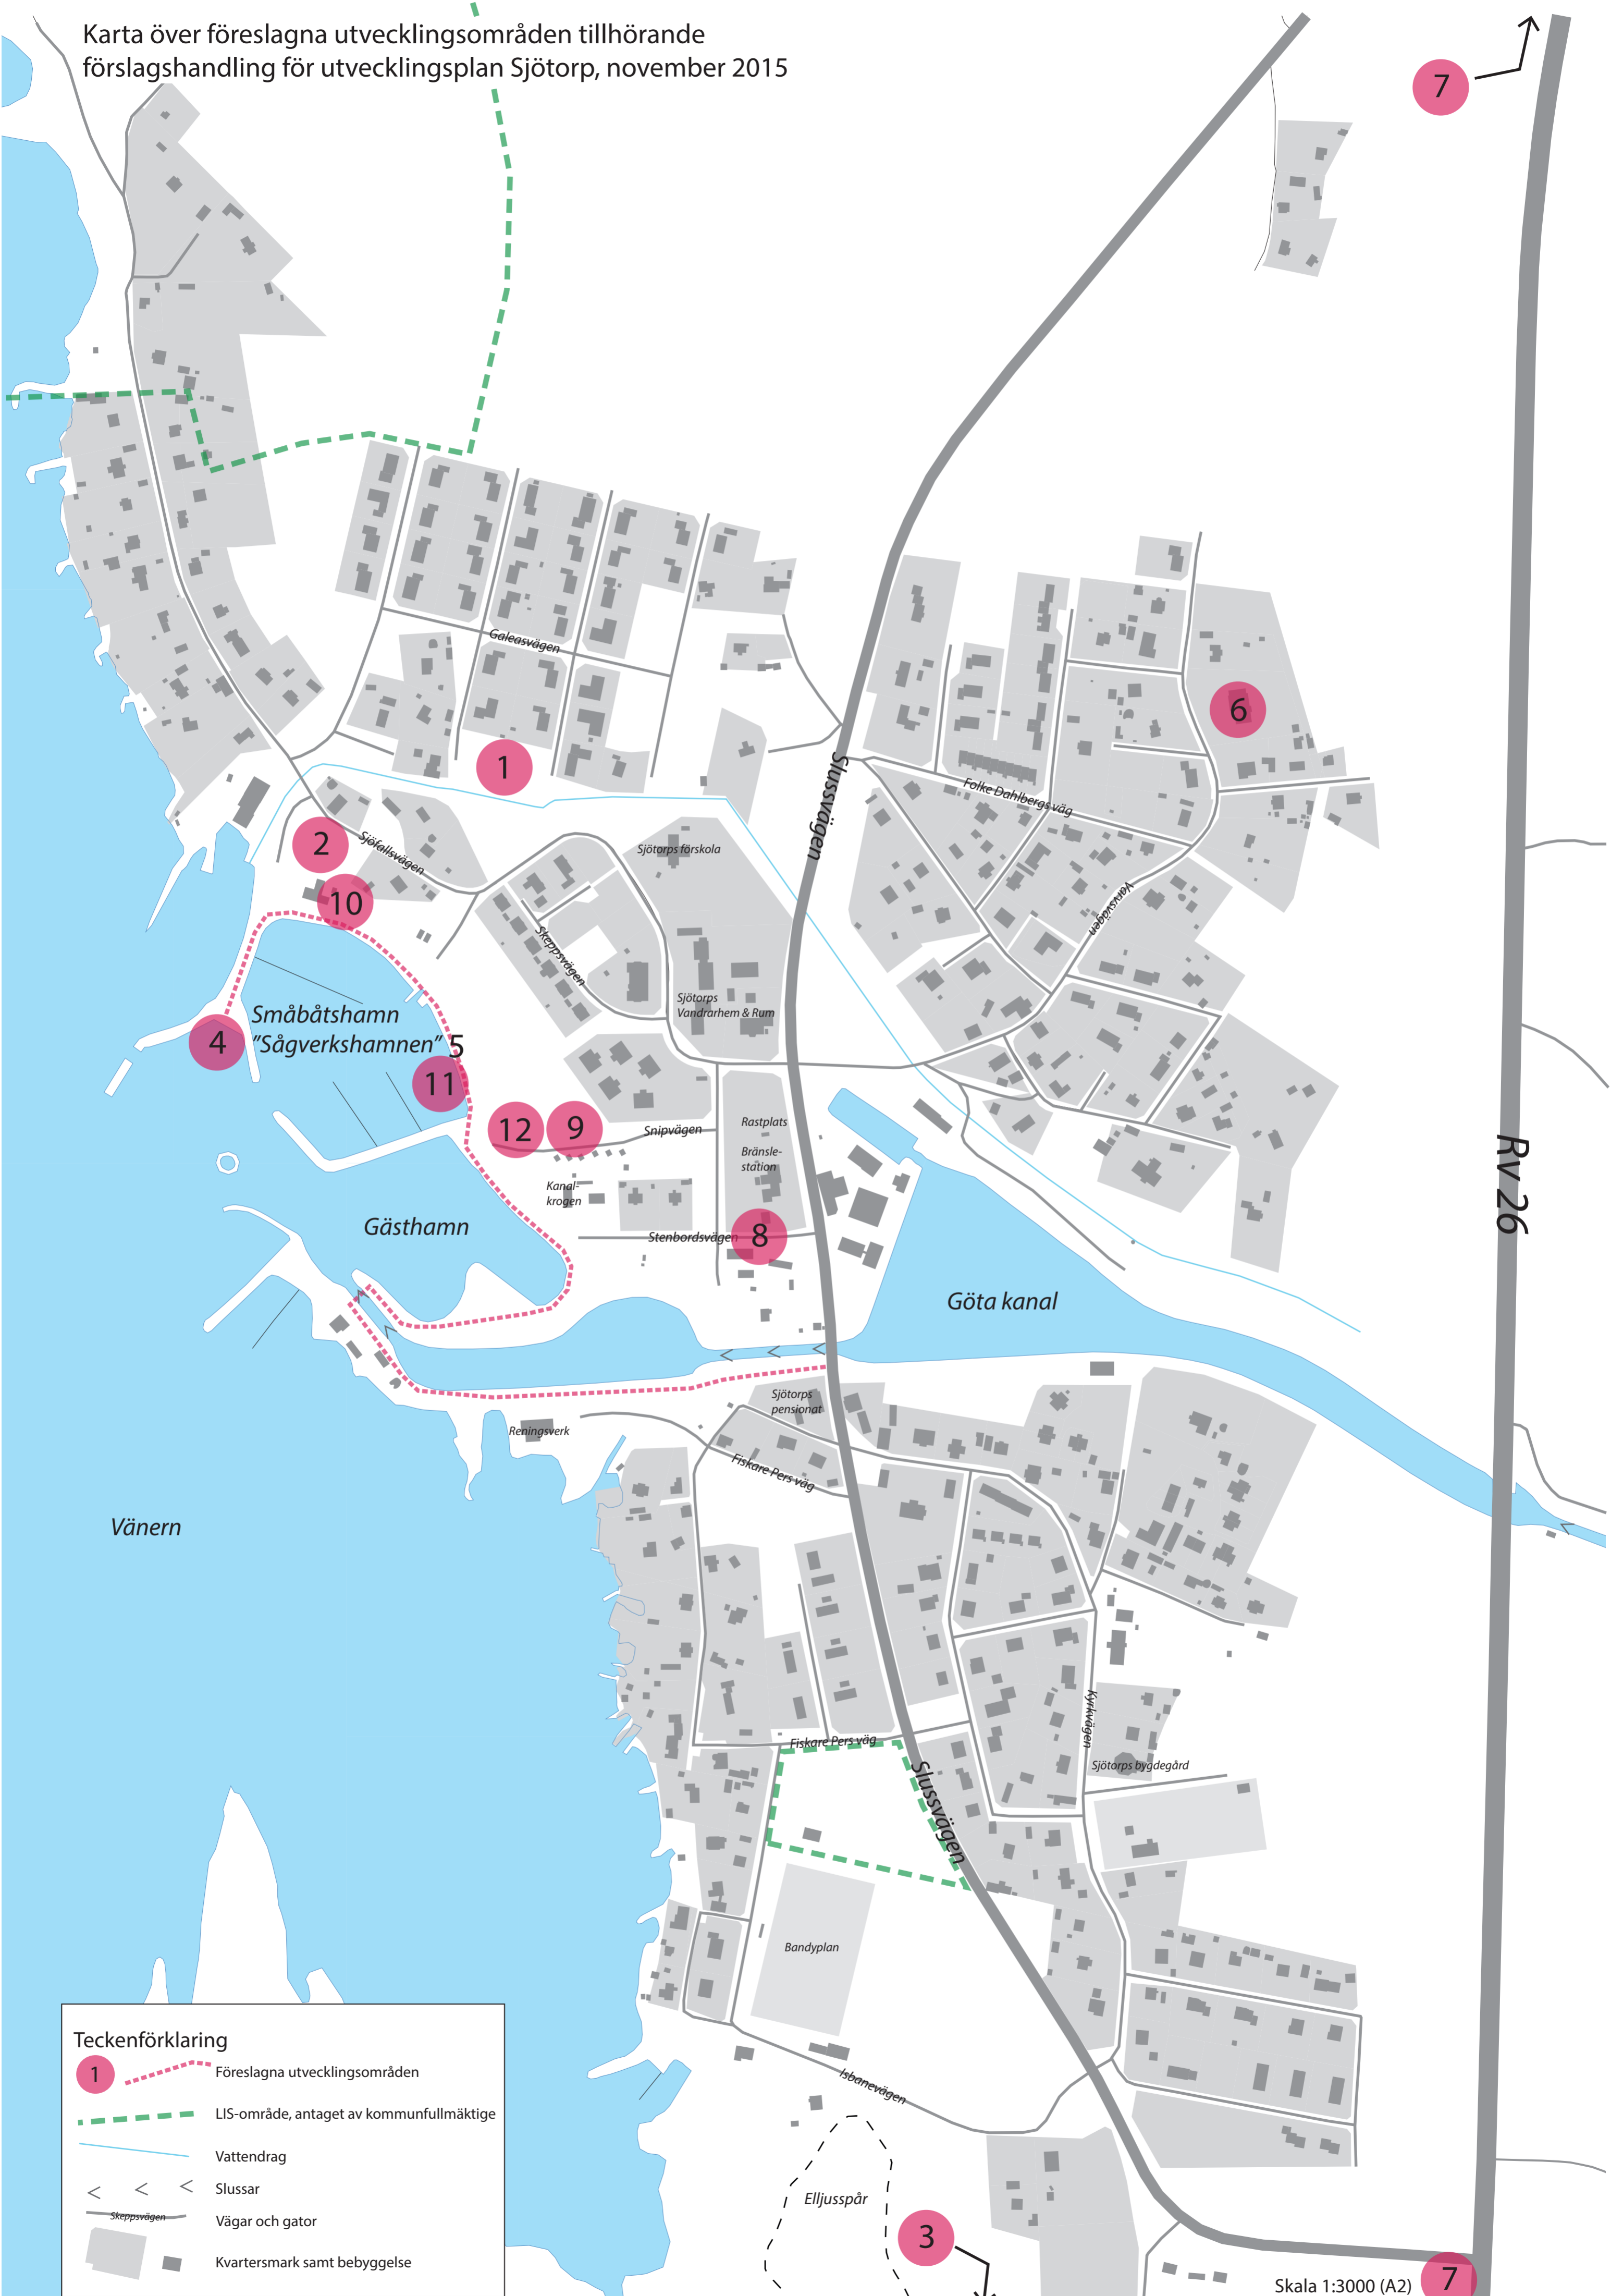 Karta över föreslagna utvecklingsområden tillhörande
förslagshandling för utvecklingsplan Sjötorp, november 2015
7
Galeasvägen
6
1
Slussvägen
Folke Dahlbergs väg
2
Sjöfallsvägen
Sjötorps förskola
10
Varvsvägen
Skeppsvägen
Sjötorps
Vandrarhem & Rum
Småbåtshamn
”Sågverkshamnen”
4
5
11
12
9
Snipvägen
Rastplats
Bränsle-
station
Rv 26
Kanal-
krogen
Gästhamn
Stenbordsvägen
8
Göta kanal
Sjötorps
pensionat
Reningsverk
Fiskare Pers väg
Vänern
Kyrkvägen
Fiskare Pers väg
Sjötorps bygdegård
Slussvägen
Bandyplan
Isbanevägen
Elljusspår
3
7
Skala 1:3000 (A2)
Teckenförklaring
1
Föreslagna utvecklingsområden
LIS-område, antaget av kommunfullmäktige
Vattendrag
Slussar
Skeppsvägen
Vägar och gator
Kvartersmark samt bebyggelse